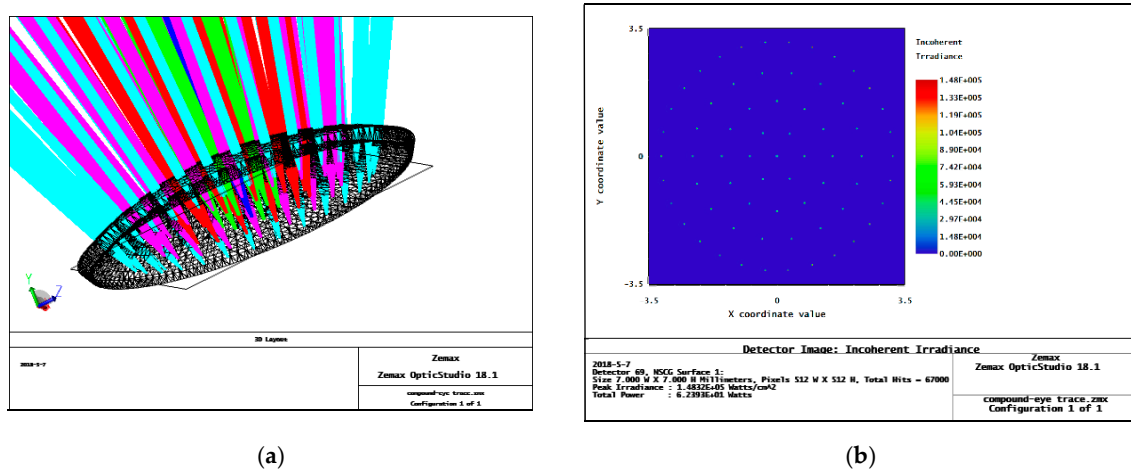 Y
Z
3D Layout
2018-5-7
Zemax
Zemax OpticStudio 18.1
compound-eye trace.zmx
Configuration 1 of 1
(a)
3.5
0
-3.5
Y coordinate value
3.5
0
3.5
X coordinate value
Incoherent
Irradiance
1.48E+005
1.33E+005
1.19E+005
1.04E+005
8.90E+004
7.42E+004
5.93E+004
4.45E+004
2.97E+004
1.48E+004
0.00E+000
Detector Image: Incoherent Irradiance
2018-5-7
Detector 69, NSCG Surface 1:
Size 7.000 W X 7.000 H Millimeters, Pixels 512 W X 512 H, Total Hits = 67000
Peak Irradiance : 1.4832E+05 Watts/cm^2
Total Power : 6.2393E+01 Watts
Zemax
Zemax OpticStudio 18.1
compound-eye trace.zmx
Configuration 1 of 1
(b)